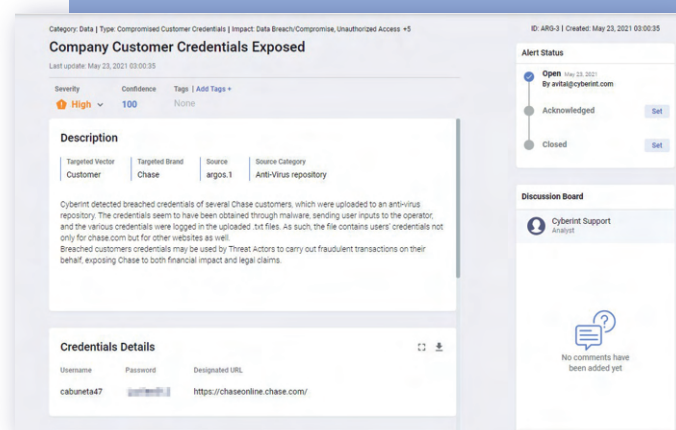 Category: Data | Type: Compromised Customer Credentials | Impact: Data Breach/Compromise, Unauthorized Access +5
ID: ARG-3 | Created: May 23, 2021 03:00:35
Company Customer Credentials Exposed
Last update: May 23, 2021 03:00:35
Severity
Confidence
Tags | Add Tags +
High
100
None
Description
Targeted Vector
Targeted Brand
Source
Source Category
Customer
Chase
argos.1
Anti-Virus repository
Cyberint detected breached credentials of several Chase customers, which were uploaded to an anti-virus
repository. The credentials seem to have been obtained through malware, sending user inputs to the operator,
and the various credentials were logged in the uploaded .txt files. As such, the file contains users' credentials not
only for chase.com but for other websites as well.
Breached customers credentials may be used by Threat Actors to carry out fraudulent transactions on their
behalf, exposing Chase to both financial impact and legal claims.
Credentials Details
Username
Password
Designated URL
cabuneta47
https://chaseonline.chase.com/
Alert Status
Open May 23, 2021
By avital@cyberint.com
Acknowledged
Set
Closed
Set
Discussion Board
Cyberint Support
Analyst
No comments have
been added yet